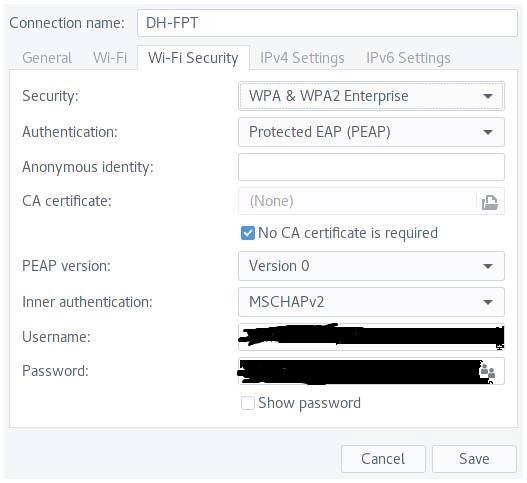 Connection name: DH-FPT
General Wi-Fi Wi-Fi Security IPv4 Settings IPv6 Settings
Security: WPA & WPA2 Enterprise
Authentication: Protected EAP (PEAP)
Anonymous identity:
CA certificate: (None)
No CA certificate is required
PEAP version: Version 0
Inner authentication: MSCHAPv2
Username:
Password:
Show password
Cancel Save